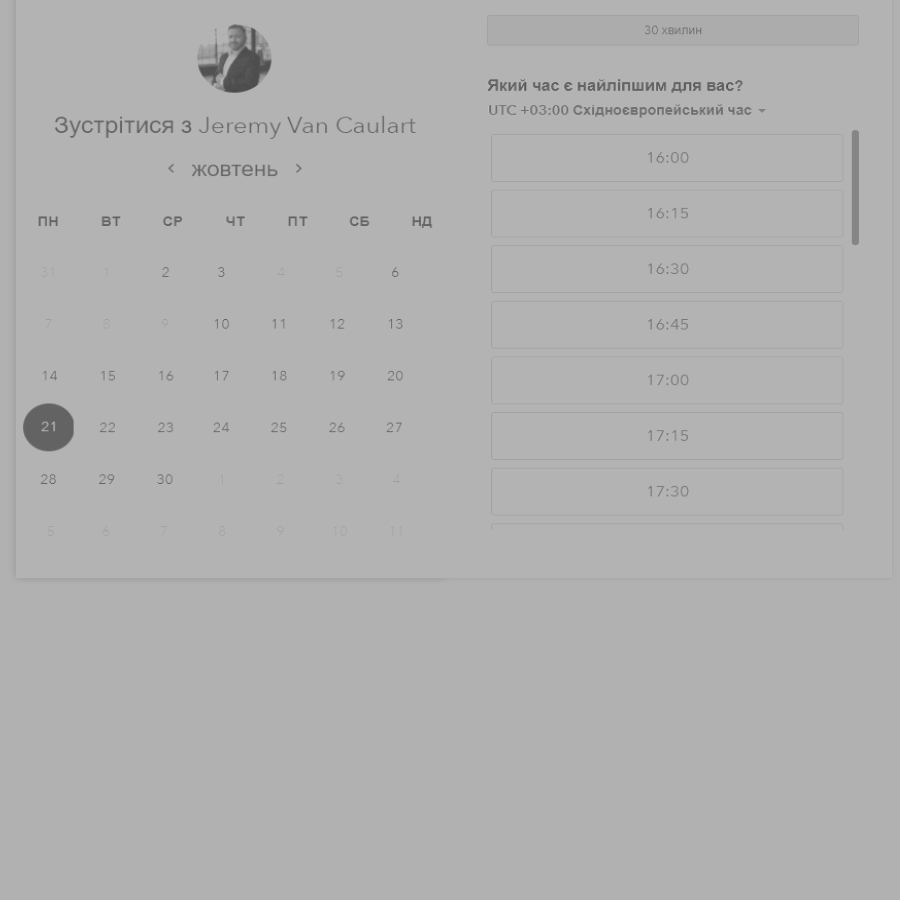 Зустрітися з Jeremy Van Caulart
жовтень
ПН ВТ СР ЧТ ПТ СБ НД
31 1 2 3 4 5 6
7 8 9 10 11 12 13
14 15 16 17 18 19 20
21 22 23 24 25 26 27
28 29 30 1 2 3 4
5 6 7 8 9 10 11
30 хвилин
Який час є найліпшим для вас?
UTC +03:00 Східноєвропейський час
16:00
16:15
16:30
16:45
17:00
17:15
17:30